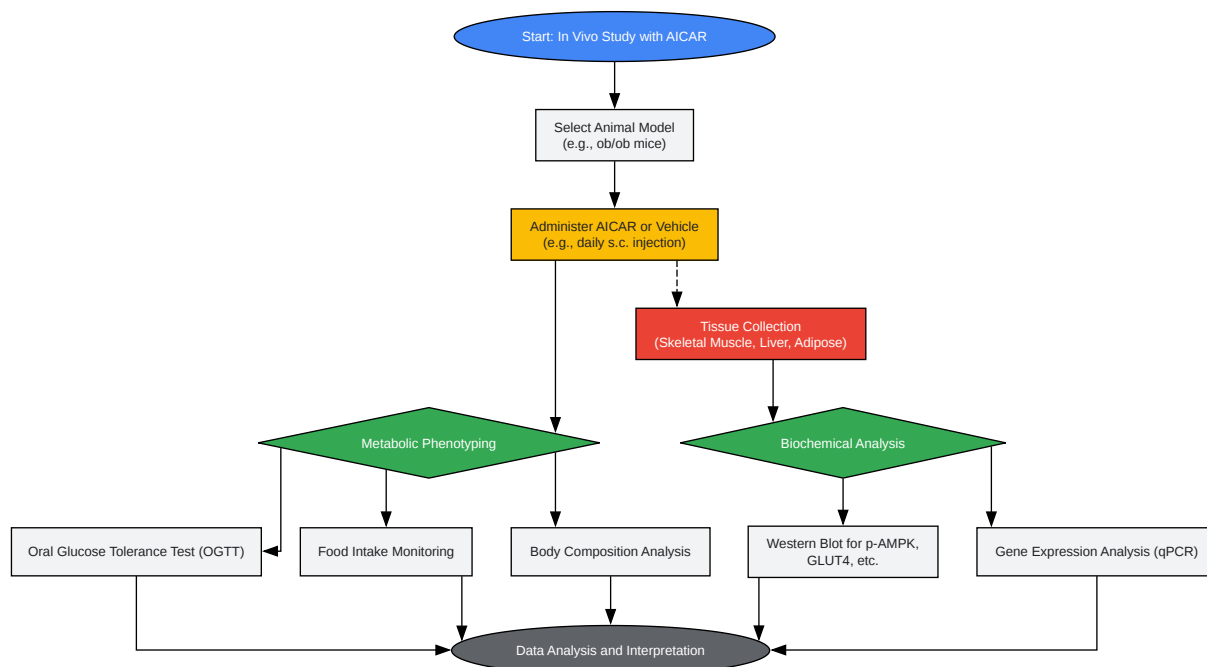 Start: In Vivo Study with AICAR
Select Animal Model
(e.g., ob/ob mice)
Administer AICAR or Vehicle
(e.g., daily s.c. injection)
Tissue Collection
(Skeletal Muscle, Liver, Adipose)
Metabolic Phenotyping
Biochemical Analysis
Oral Glucose Tolerance Test (OGTT)
Food Intake Monitoring
Body Composition Analysis
Western Blot for p-AMPK,
GLUT4, etc.
Gene Expression Analysis (qPCR)
Data Analysis and Interpretation